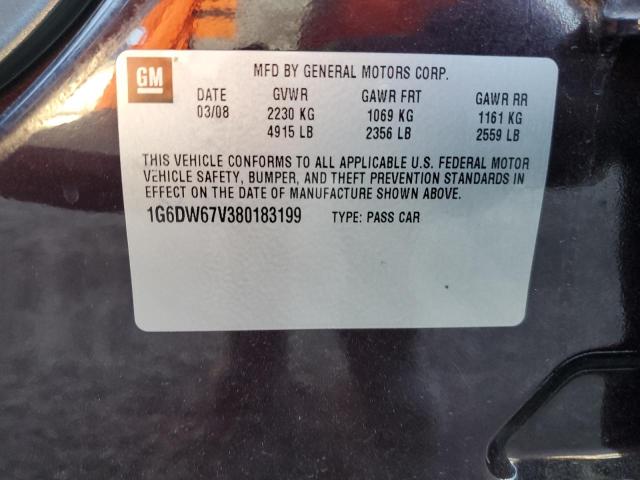 GM
MFD BY GENERAL MOTORS CORP.
DATE GVWR GAWR FRT GAWR RR
03/08 2230 KG 1069 KG 1161 KG
4915 LB 2356 LB 2559 LB
THIS VEHICLE CONFORMS TO ALL APPLICABLE U.S. FEDERAL MOTOR
VEHICLE SAFETY, BUMPER, AND THEFT PREVENTION STANDARDS IN
EFFECT ON THE DATE OF MANUFACTURE SHOWN ABOVE.
1G6DW67V380183199 TYPE: PASS CAR